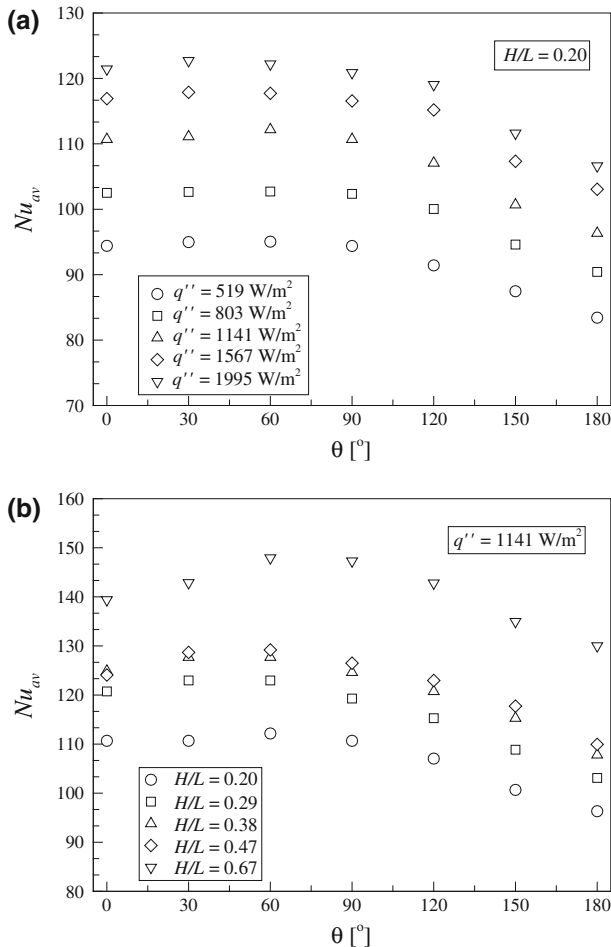 (a)
H/L = 0.20
130
120
110
100
90
80
70
Nu_av
q'' = 519 W/m²
q'' = 803 W/m²
q'' = 1141 W/m²
q'' = 1567 W/m²
q'' = 1995 W/m²
0 30 60 90 120 150 180
θ [°]
(b)
q'' = 1141 W/m²
160
150
140
130
120
110
100
90
80
Nu_av
H/L = 0.20
H/L = 0.29
H/L = 0.38
H/L = 0.47
H/L = 0.67
0 30 60 90 120 150 180
θ [°]